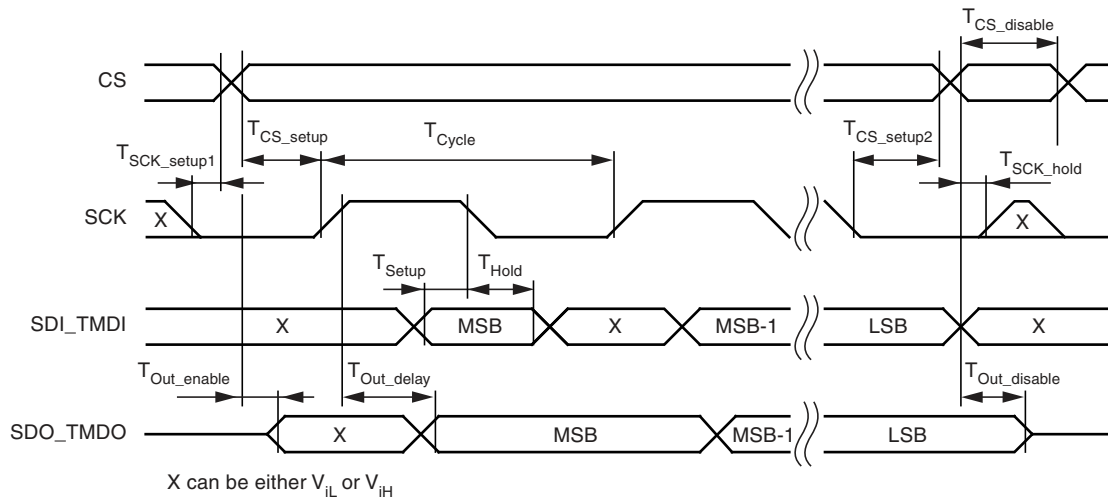 T_CS_disable
CS
T_CS_setup
T_Cycle
T_CS_setup2
T_SCK_setup1
T_SCK_hold
SCK
X
X
T_Setup
T_Hold
SDI_TMDI
X
MSB
X
MSB-1
LSB
X
T_Out_enable
T_Out_delay
T_Out_disable
SDO_TMDO
X
MSB
MSB-1
LSB
X can be either V_iL or V_iH